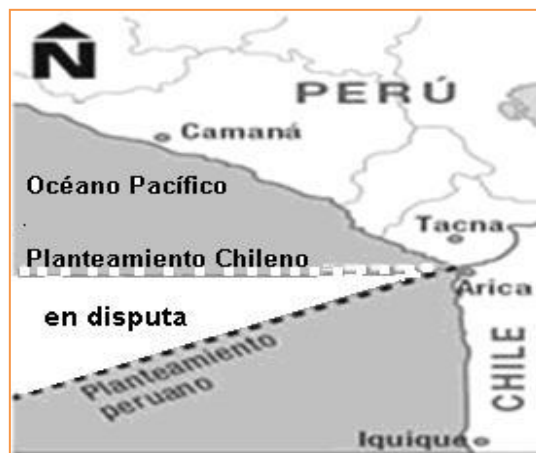 N
PERÚ
Camaná
Océano Pacífico
Tacna
Planteamiento Chileno
Arica
en disputa
Planteamiento
peruano
CHILE
Iquique